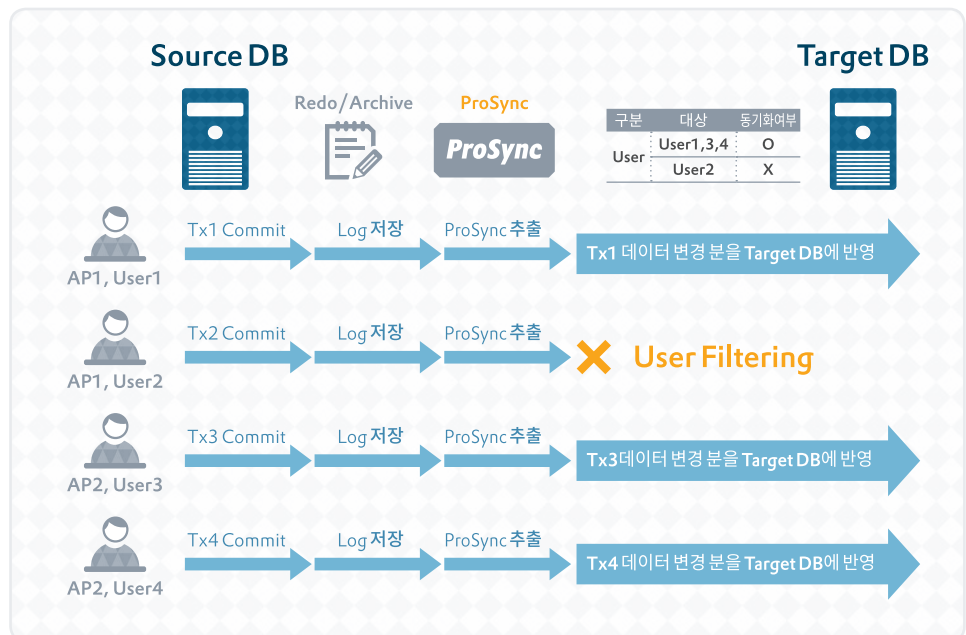 Source DB
Target DB
Redo/Archive
ProSync
ProSync
구분 대상 동기화여부
User
User1,3,4 O
User2 X
Tx1 Commit Log 저장 ProSync 추출
Tx1 데이터 변경 분을 Target DB에 반영
AP1, User1
Tx2 Commit Log 저장 ProSync 추출
User Filtering
AP1, User2
Tx3 Commit Log 저장 ProSync 추출
Tx3데이터 변경 분을 Target DB에 반영
AP2, User3
Tx4 Commit Log 저장 ProSync 추출
Tx4 데이터 변경 분을 Target DB에 반영
AP2, User4